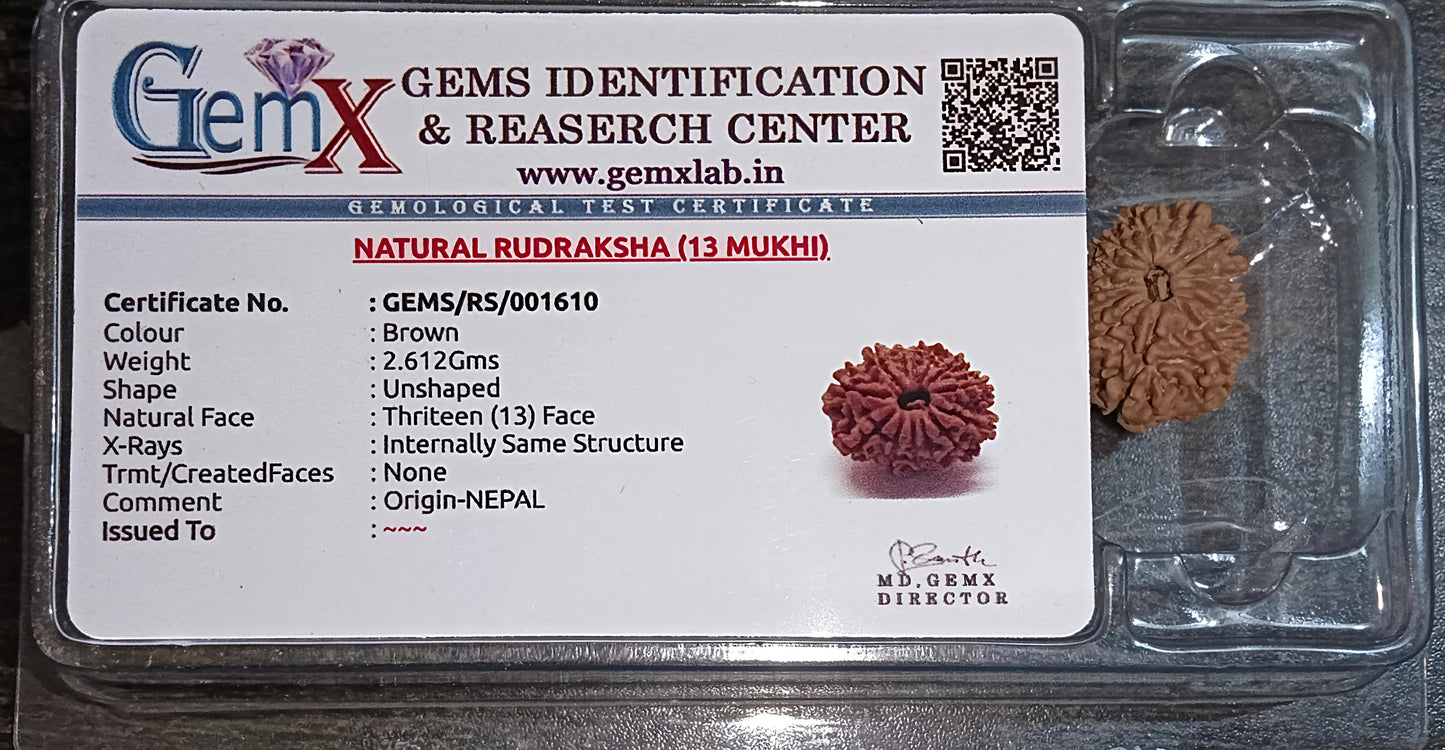 GemX
GEMS IDENTIFICATION
& REASERCH CENTER
www.gemxlab.in
GEMOLOGICAL TEST CERTIFICATE
NATURAL RUDRAKSHA (13 MUKHI)
Certificate No. : GEMS/RS/001610
Colour : Brown
Weight : 2.612Gms
Shape : Unshaped
Natural Face : Thriteen (13) Face
X-Rays : Internally Same Structure
Trmt/CreatedFaces : None
Comment : Origin-NEPAL
Issued To : ~~~
MD. GEMX
DIRECTOR